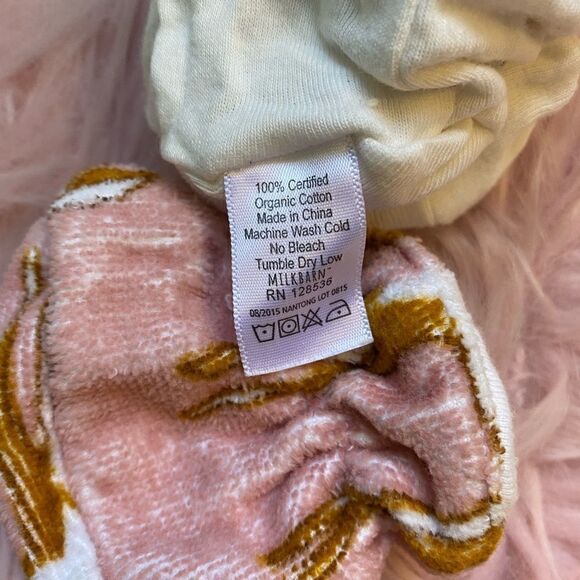 100% Certified
Organic Cotton
Made in China
Machine Wash Cold
No Bleach
Tumble Dry Low
MILKBARN™
RN 128536
08/2015 NANTONG LOT 0815